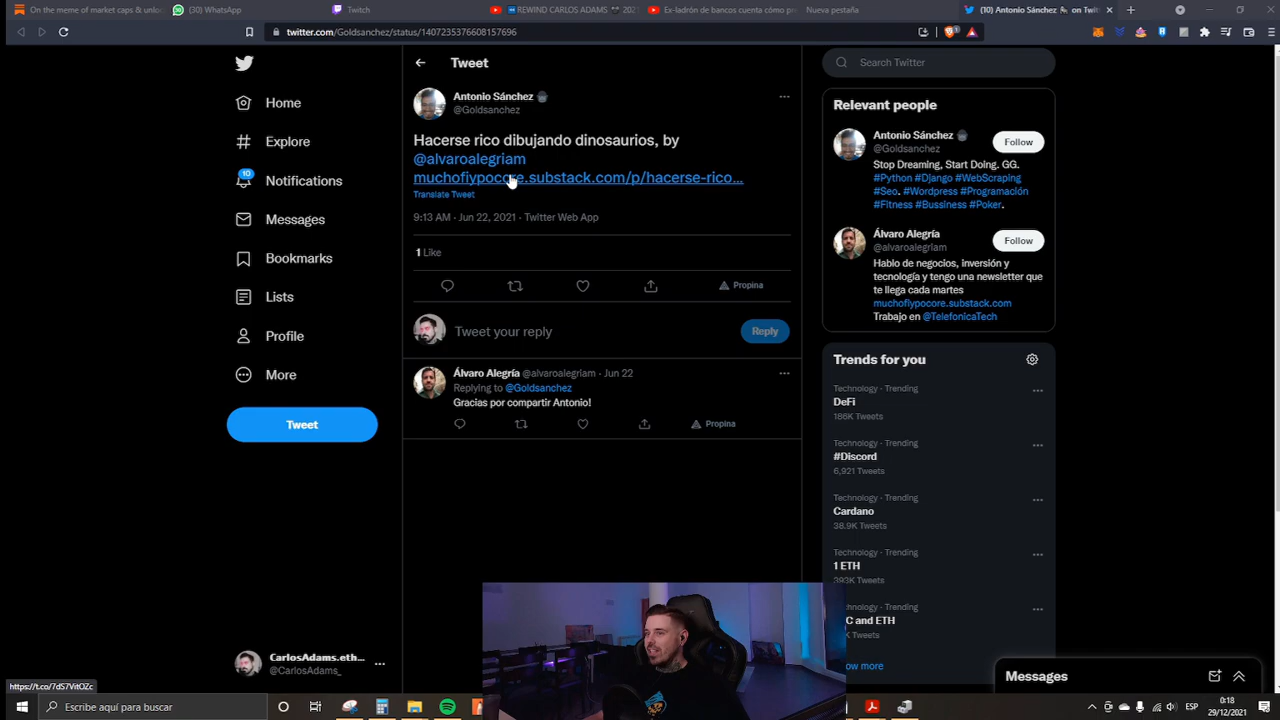 On the meme of market caps & unloc
(30) WhatsApp
Twitch
REWIND CARLOS ADAMS
Ex-ladrón de bancos cuenta cómo pre
Nueva pestaña
(10) Antonio Sánchez on Twit
twitter.com/Goldsanchez/status/1407235376608157696
Home
Explore
10
Notifications
Messages
Bookmarks
Lists
Profile
More
Tweet
CarlosAdams.eth...
@CarlosAdams_
https://t.co/7dS7VitOZc
Tweet
Antonio Sánchez
@Goldsanchez
Hacerse rico dibujando dinosaurios, by
@alvaroalegriam
muchoflypocore.substack.com/p/hacerse-rico...
Translate Tweet
9:13 AM · Jun 22, 2021 · Twitter Web App
1 Like
Propina
Tweet your reply
Reply
Álvaro Alegría @alvaroalegriam · Jun 22
Replying to @Goldsanchez
Gracias por compartir Antonio!
Propina
Search Twitter
Relevant people
Antonio Sánchez
@Goldsanchez
Follow
Stop Dreaming, Start Doing. GG.
#Python #Django #WebScraping
#Seo. #Wordpress #Programación
#Fitness #Bussiness #Poker.
Álvaro Alegría
@alvaroalegriam
Follow
Hablo de negocios, inversión y
tecnología y tengo una newsletter que
te llega cada martes
muchoflypocore.substack.com
Trabajo en @TelefonicaTech
Trends for you
Technology · Trending
DeFi
186K Tweets
Technology · Trending
#Discord
6,921 Tweets
Technology · Trending
Cardano
38.9K Tweets
Technology · Trending
1 ETH
393K Tweets
chnology · Trending
C and ETH
K Tweets
ow more
Messages
Escribe aquí para buscar
ESP
0:18
29/12/2021